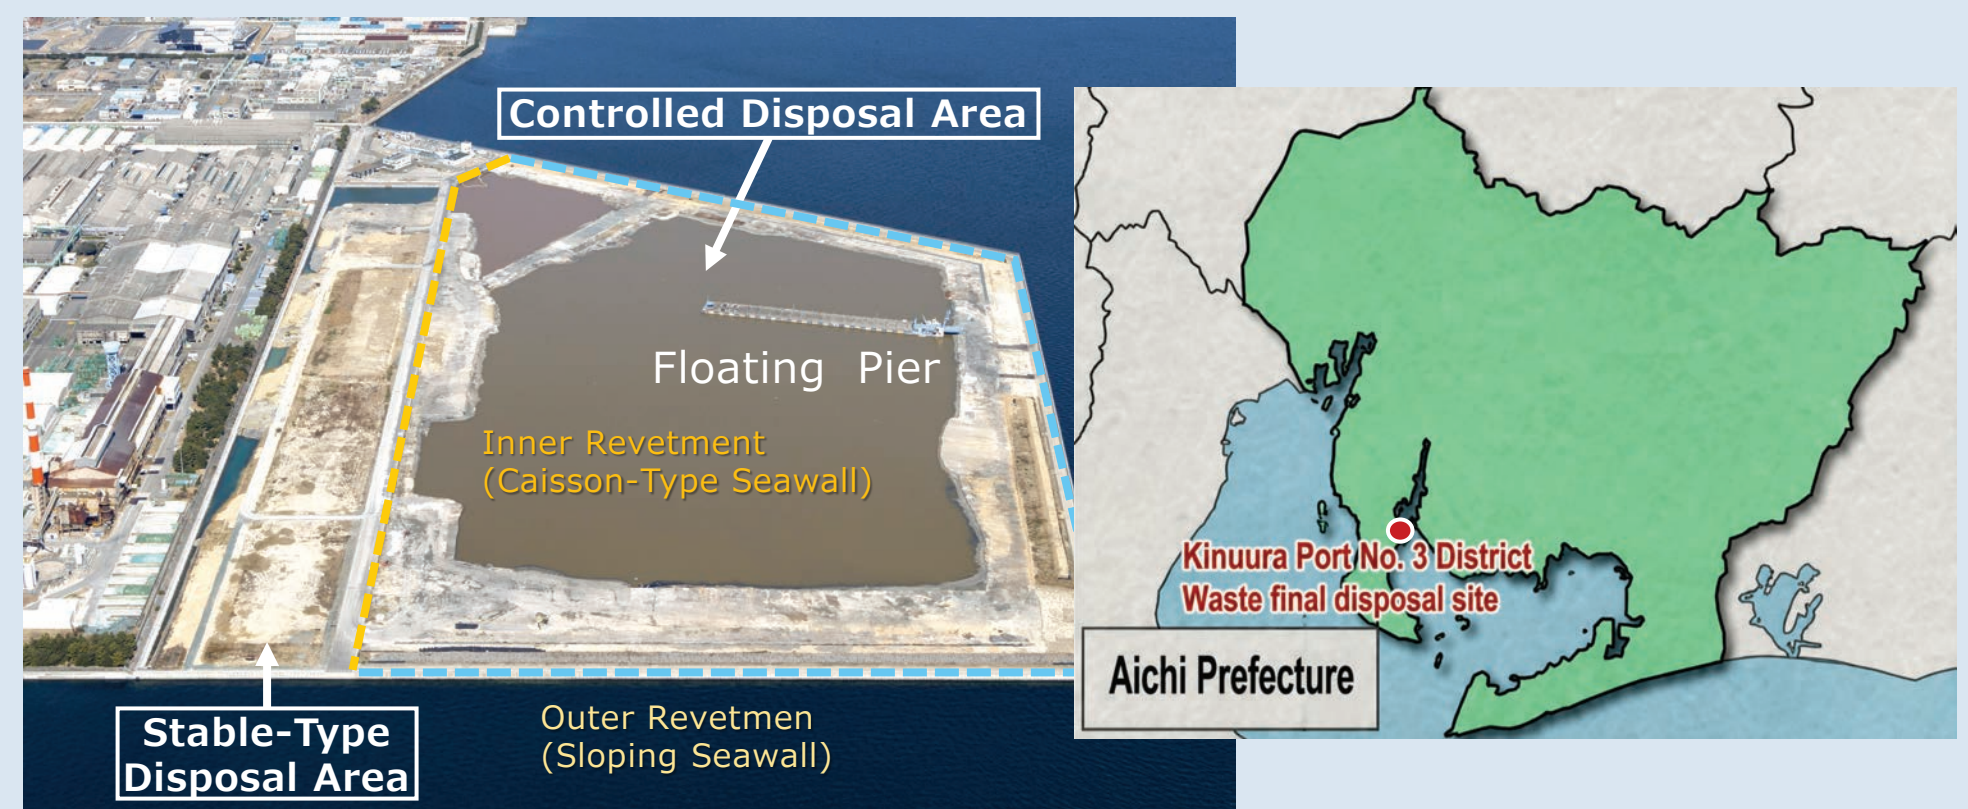 Controlled Disposal Area
Floating Pier
Inner Revetment
(Caisson-Type Seawall)
Stable-Type
Disposal Area
Outer Revetmen
(Sloping Seawall)
Kinuura Port No. 3 District
Waste final disposal site
Aichi Prefecture